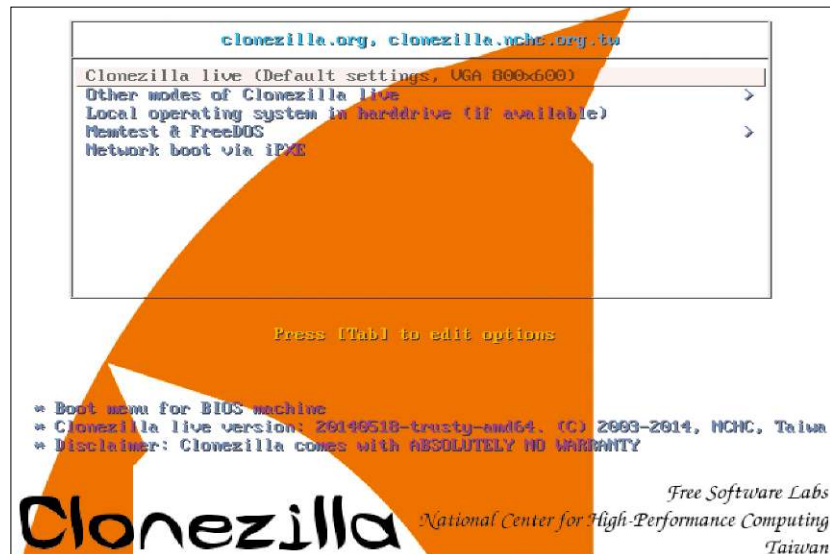 clonezilla.org, clonezilla.nchc.org.tw
Clonezilla live (Default settings, VGA 800x600)
Other modes of Clonezilla live >
Local operating system in harddrive (if available)
Memtest & FreeDOS >
Network boot via iPXE
Press [Tab] to edit options
* Boot menu for BIOS machine
* Clonezilla live version: 20140518-trusty-amd64. (C) 2003-2014, NCHC, Taiwa
* Disclaimer: Clonezilla comes with ABSOLUTELY NO WARRANTY
Free Software Labs
Clonezilla National Center for High-Performance Computing
Taiwan